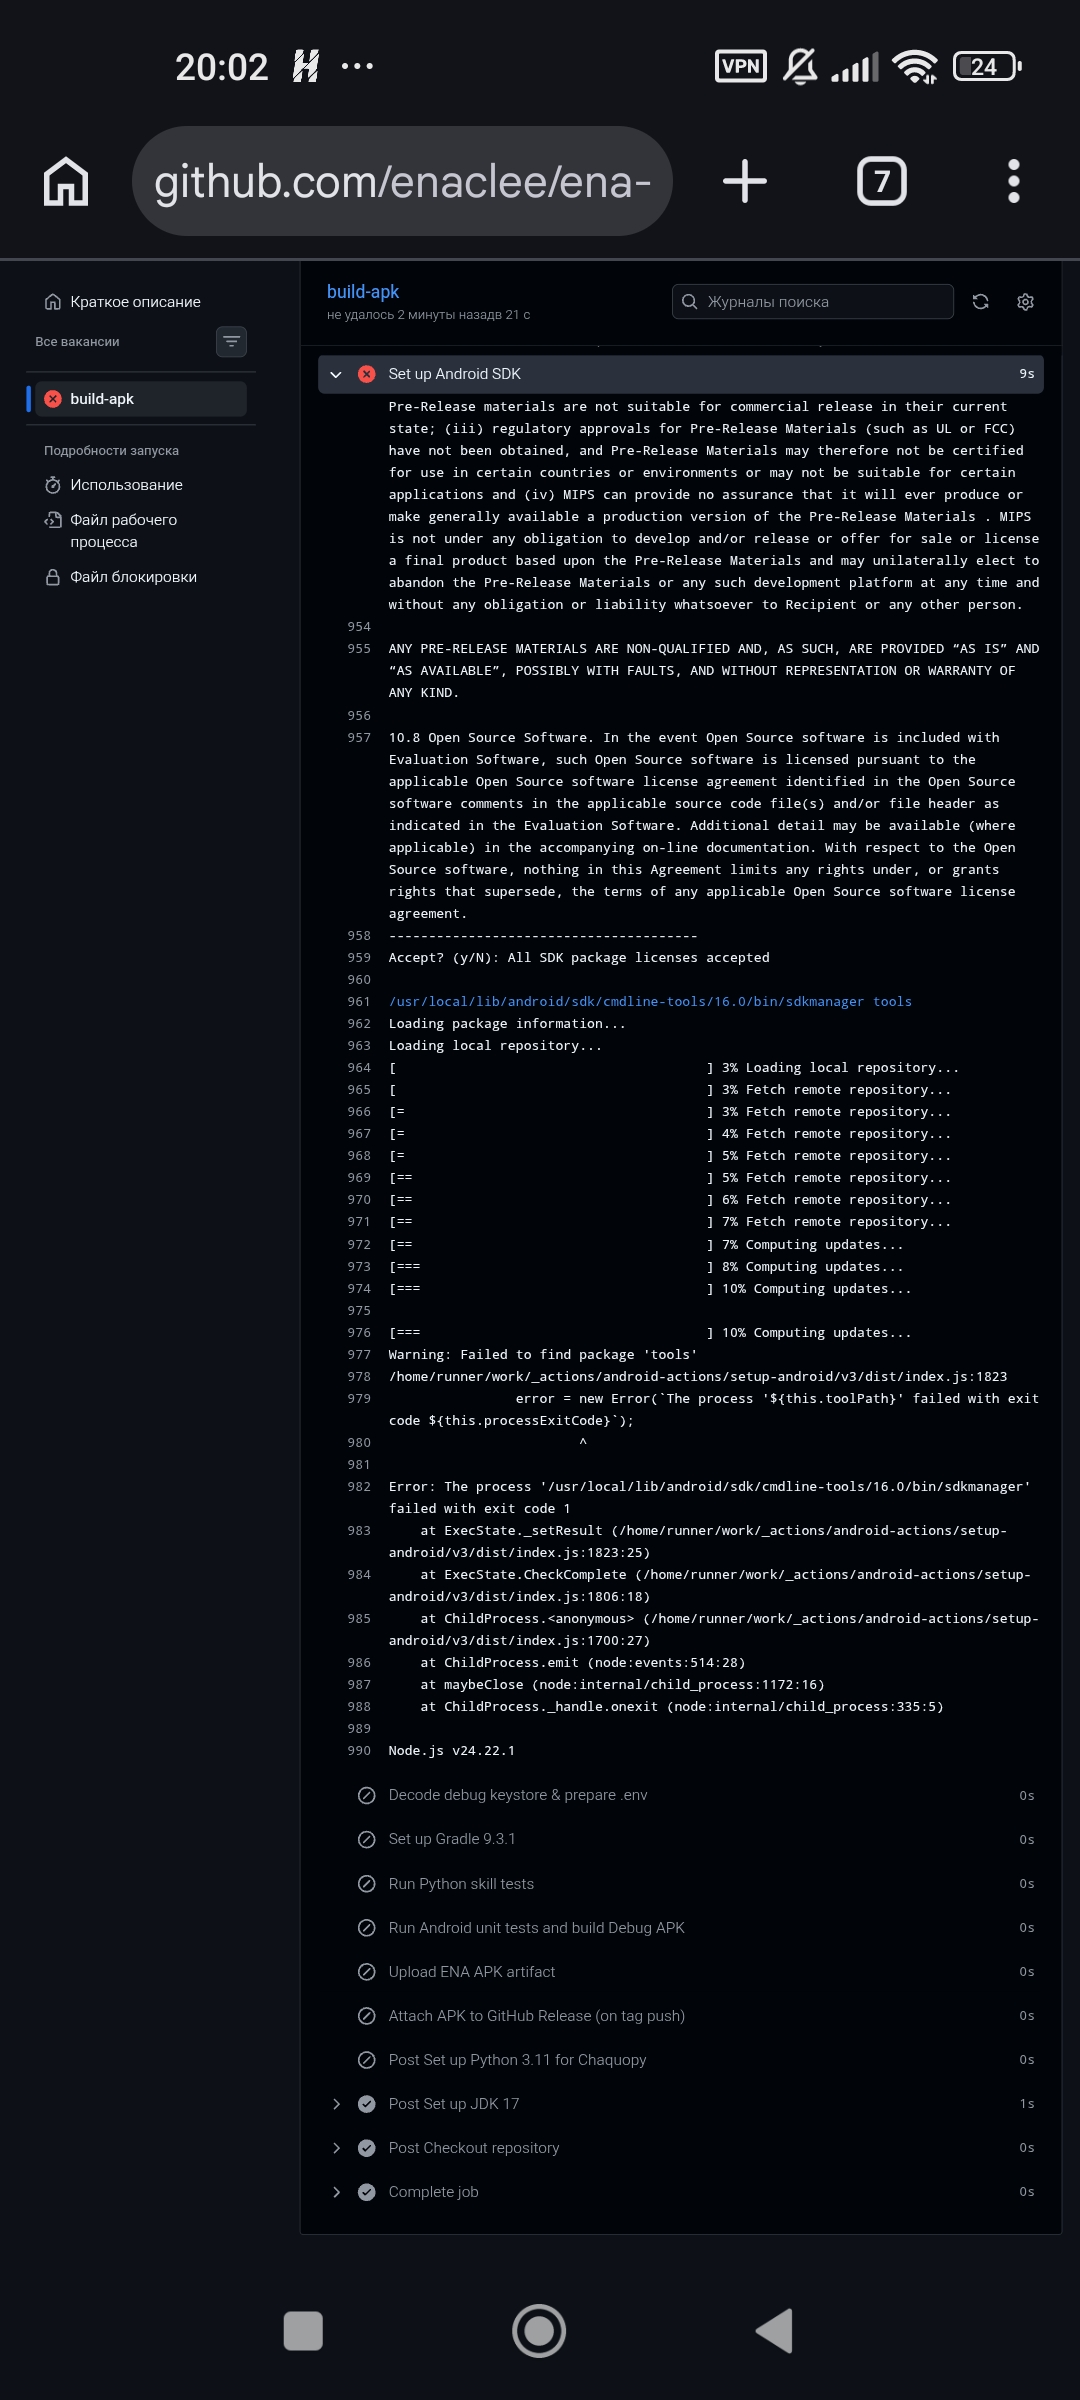 20:02
VPN
24
github.com/enaclee/ena-
7
Краткое описание
Все вакансии
build-apk
Подробности запуска
Использование
Файл рабочего
процесса
Файл блокировки
build-apk
не удалось 2 минуты назадв 21 с
Журналы поиска
Set up Android SDK 9s
Pre-Release materials are not suitable for commercial release in their current
state; (iii) regulatory approvals for Pre-Release Materials (such as UL or FCC)
have not been obtained, and Pre-Release Materials may therefore not be certified
for use in certain countries or environments or may not be suitable for certain
applications and (iv) MIPS can provide no assurance that it will ever produce or
make generally available a production version of the Pre-Release Materials . MIPS
is not under any obligation to develop and/or release or offer for sale or license
a final product based upon the Pre-Release Materials and may unilaterally elect to
abandon the Pre-Release Materials or any such development platform at any time and
without any obligation or liability whatsoever to Recipient or any other person.
954
955 ANY PRE-RELEASE MATERIALS ARE NON-QUALIFIED AND, AS SUCH, ARE PROVIDED “AS IS” AND
“AS AVAILABLE”, POSSIBLY WITH FAULTS, AND WITHOUT REPRESENTATION OR WARRANTY OF
ANY KIND.
956
957 10.8 Open Source Software. In the event Open Source software is included with
Evaluation Software, such Open Source software is licensed pursuant to the
applicable Open Source software license agreement identified in the Open Source
software comments in the applicable source code file(s) and/or file header as
indicated in the Evaluation Software. Additional detail may be available (where
applicable) in the accompanying on-line documentation. With respect to the Open
Source software, nothing in this Agreement limits any rights under, or grants
rights that supersede, the terms of any applicable Open Source software license
agreement.
958 ---------------------------------------
959 Accept? (y/N): All SDK package licenses accepted
960
961 /usr/local/lib/android/sdk/cmdline-tools/16.0/bin/sdkmanager tools
962 Loading package information...
963 Loading local repository...
964 [                                       ] 3% Loading local repository...
965 [                                       ] 3% Fetch remote repository...
966 [=                                      ] 3% Fetch remote repository...
967 [=                                      ] 4% Fetch remote repository...
968 [=                                      ] 5% Fetch remote repository...
969 [==                                     ] 5% Fetch remote repository...
970 [==                                     ] 6% Fetch remote repository...
971 [==                                     ] 7% Fetch remote repository...
972 [==                                     ] 7% Computing updates...
973 [===                                    ] 8% Computing updates...
974 [===                                    ] 10% Computing updates...
975
976 [===                                    ] 10% Computing updates...
977 Warning: Failed to find package 'tools'
978 /home/runner/work/_actions/android-actions/setup-android/v3/dist/index.js:1823
979                 error = new Error(`The process '${this.toolPath}' failed with exit
code ${this.processExitCode}`);
980                         ^
981
982 Error: The process '/usr/local/lib/android/sdk/cmdline-tools/16.0/bin/sdkmanager'
failed with exit code 1
983     at ExecState._setResult (/home/runner/work/_actions/android-actions/setup-
android/v3/dist/index.js:1823:25)
984     at ExecState.CheckComplete (/home/runner/work/_actions/android-actions/setup-
android/v3/dist/index.js:1806:18)
985     at ChildProcess.<anonymous> (/home/runner/work/_actions/android-actions/setup-
android/v3/dist/index.js:1700:27)
986     at ChildProcess.emit (node:events:514:28)
987     at maybeClose (node:internal/child_process:1172:16)
988     at ChildProcess._handle.onexit (node:internal/child_process:335:5)
989
990 Node.js v24.22.1
Decode debug keystore & prepare .env 0s
Set up Gradle 9.3.1 0s
Run Python skill tests 0s
Run Android unit tests and build Debug APK 0s
Upload ENA APK artifact 0s
Attach APK to GitHub Release (on tag push) 0s
Post Set up Python 3.11 for Chaquopy 0s
Post Set up JDK 17 1s
Post Checkout repository 0s
Complete job 0s